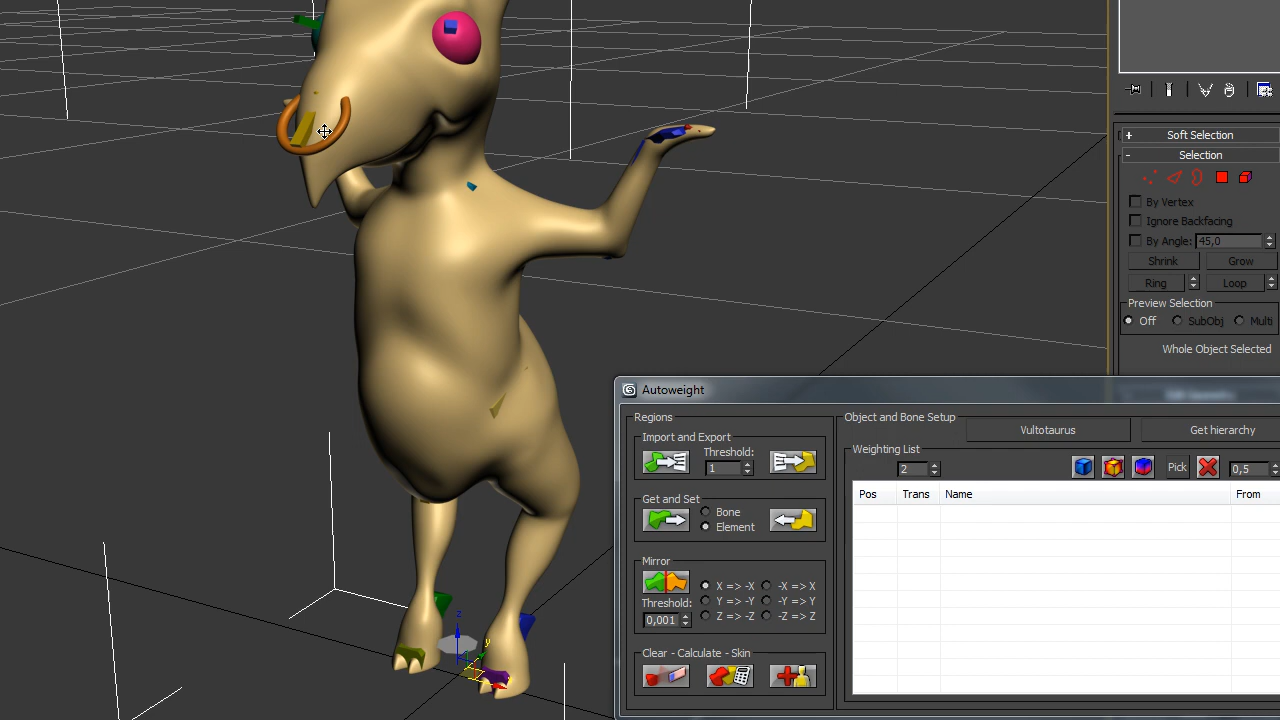 + Soft Selection
- Selection
By Vertex
Ignore Backfacing
By Angle: 45,0
Shrink Grow
Ring Loop
Preview Selection
Off SubObj Multi
Whole Object Selected
Autoweight
Regions
Import and Export
Threshold:
1
Get and Set
Bone
Element
Mirror
X => -X -X => X
Y => -Y -Y => Y
Z => -Z -Z => Z
Threshold:
0,001
Clear - Calculate - Skin
Object and Bone Setup
Vultotaurus Get hierarchy
Weighting List
2 Pick 0,5
Pos Trans Name From
z
y